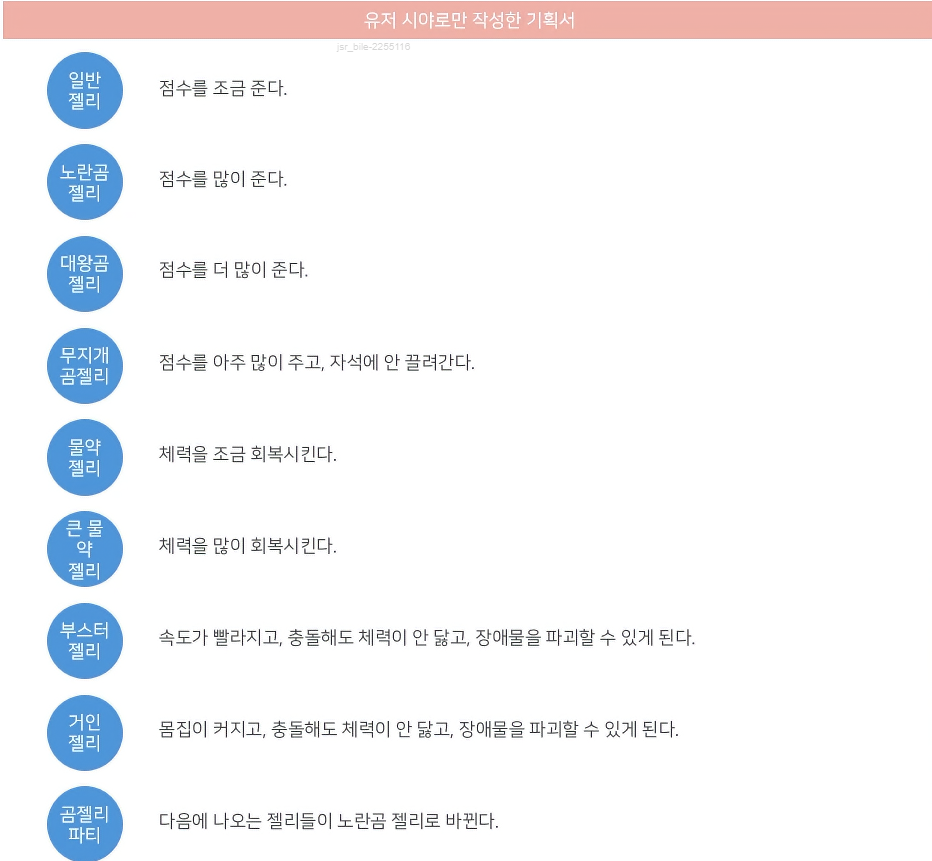 유저 시야로만 작성한 기획서
jsr_bile-2255116
일반
젤리
점수를 조금 준다.
노란곰
젤리
점수를 많이 준다.
대왕곰
젤리
점수를 더 많이 준다.
무지개
곰젤리
점수를 아주 많이 주고, 자석에 안 끌려간다.
물약
젤리
체력을 조금 회복시킨다.
큰 물
약
젤리
체력을 많이 회복시킨다.
부스터
젤리
속도가 빨라지고, 충돌해도 체력이 안 닳고, 장애물을 파괴할 수 있게 된다.
거인
젤리
몸집이 커지고, 충돌해도 체력이 안 닳고, 장애물을 파괴할 수 있게 된다.
곰젤리
파티
다음에 나오는 젤리들이 노란곰 젤리로 바뀐다.